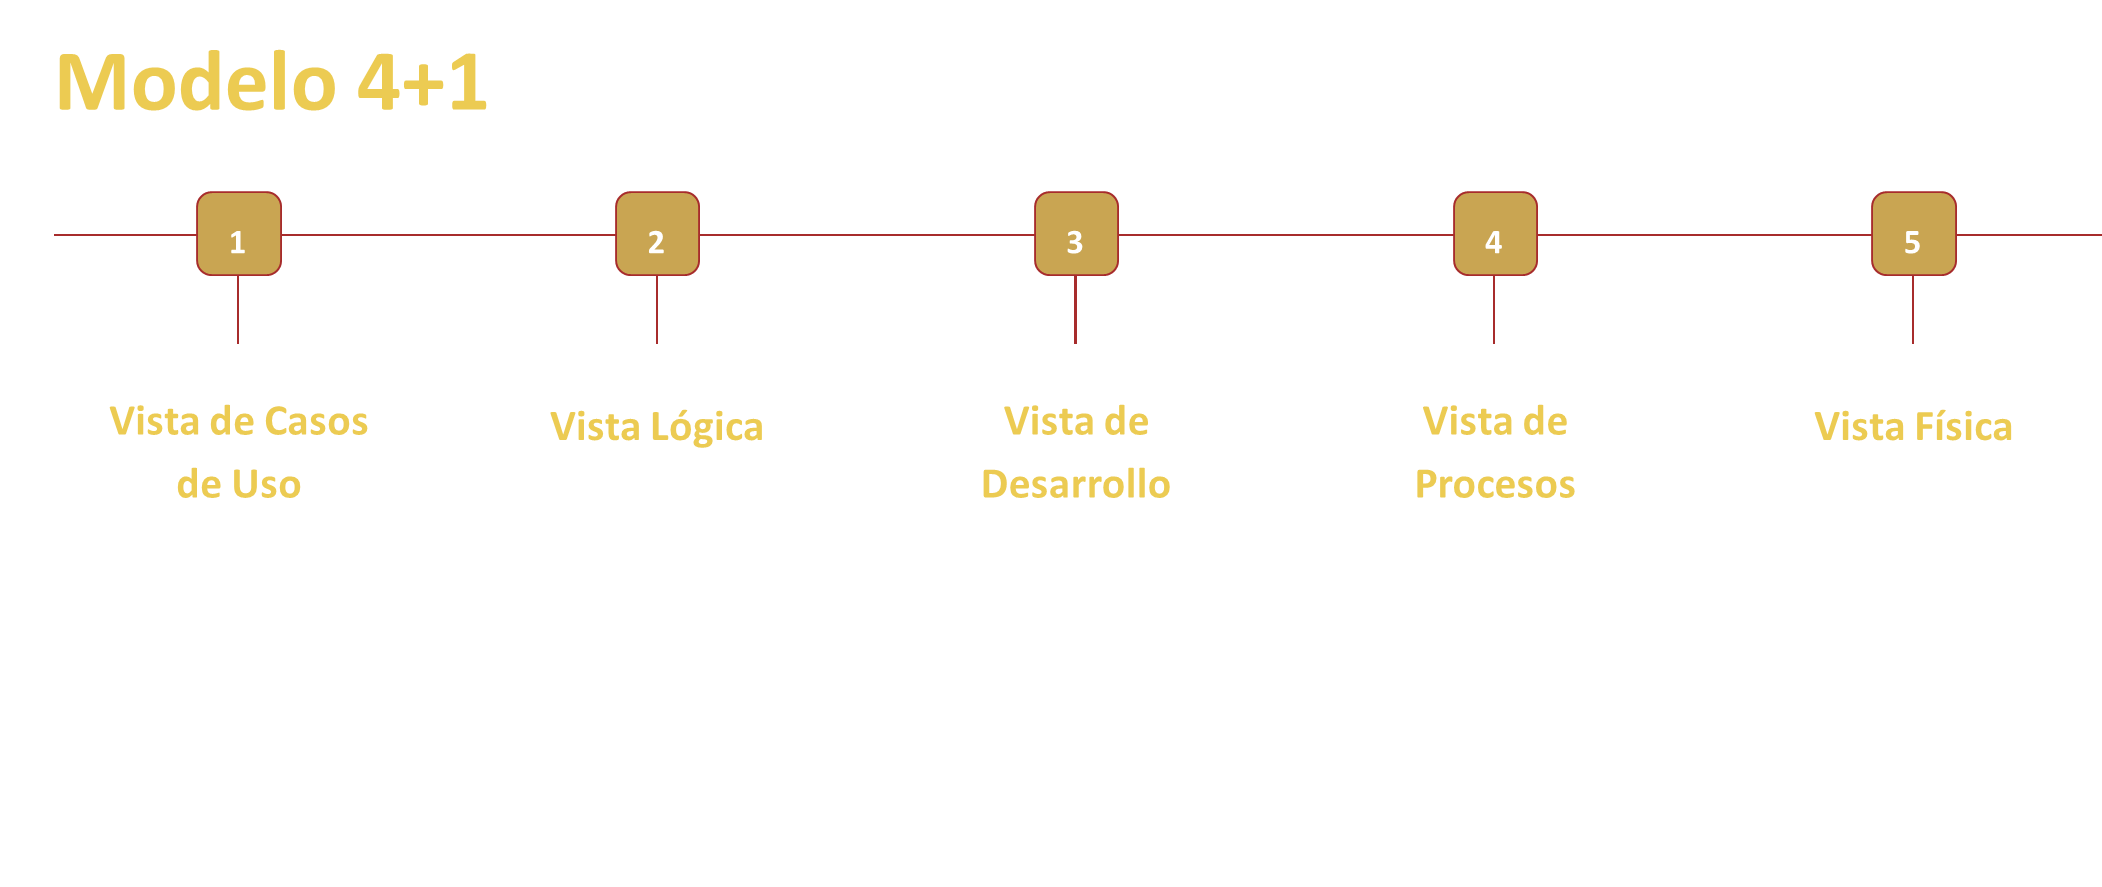 Modelo 4+1
1
2
3
4
5
Vista de Casos
de Uso
Vista Lógica
Vista de
Desarrollo
Vista de
Procesos
Vista Física